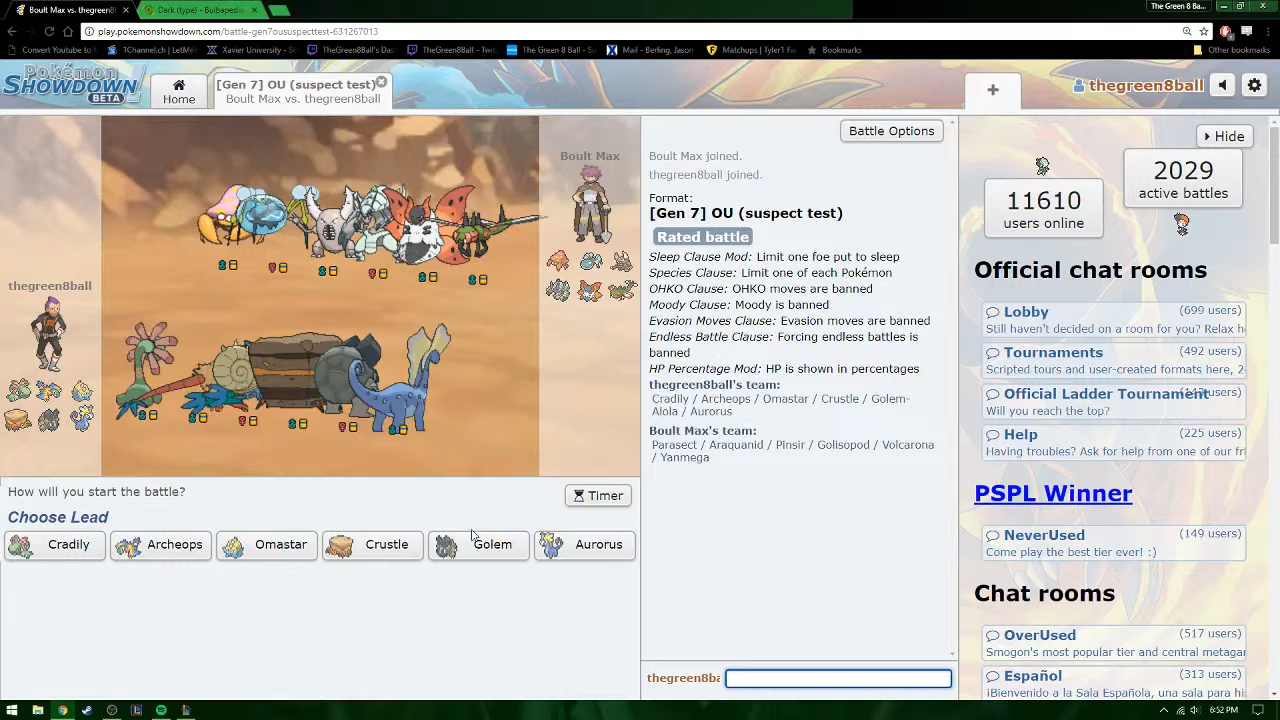 Boult Max vs. thegreen8
Dark (type) - Bulbapedia
The Green 8 Ba...
play.pokemonshowdown.com/battle-gen7oususpecttest-631267013
Convert Youtube to M
1Channel.ch | LetMe
Xavier University - M
TheGreen8Ball's Dash
TheGreen8Ball - Twit
The Green 8 Ball - Su
Mail - Berling, Jason
Matchups | Tyler1 Fa
Bookmarks
Other bookmarks
Pokémon
SHOWDOWN
BETA
Home
[Gen 7] OU (suspect test)
Boult Max vs. thegreen8ball
+
thegreen8ball
Boult Max
thegreen8ball
Battle Options
Boult Max joined.
thegreen8ball joined.
Format:
[Gen 7] OU (suspect test)
Rated battle
Sleep Clause Mod: Limit one foe put to sleep
Species Clause: Limit one of each Pokémon
OHKO Clause: OHKO moves are banned
Moody Clause: Moody is banned
Evasion Moves Clause: Evasion moves are banned
Endless Battle Clause: Forcing endless battles is
banned
HP Percentage Mod: HP is shown in percentages
thegreen8ball's team:
Cradily / Archeops / Omastar / Crustle / Golem-
Alola / Aurorus
Boult Max's team:
Parasect / Araquanid / Pinsir / Golisopod / Volcarona
/ Yanmega
thegreen8ba
How will you start the battle?
Timer
Choose Lead
Cradily
Archeops
Omastar
Crustle
Golem
Aurorus
Hide
11610
users online
2029
active battles
Official chat rooms
Lobby
(699 users)
Still haven't decided on a room for you? Relax h
Tournaments
(492 users)
Scripted tours and user-created formats here, 2
Official Ladder Tournament
Will you reach the top?
Help
(225 users)
Having troubles? Ask for help from one of our fr
PSPL Winner
NeverUsed
(149 users)
Come play the best tier ever! :)
Chat rooms
OverUsed
(517 users)
Smogon's most popular tier and central metagam
Español
(313 users)
¡Bienvenido a la Sala Española, una sala para hi
6:52 PM